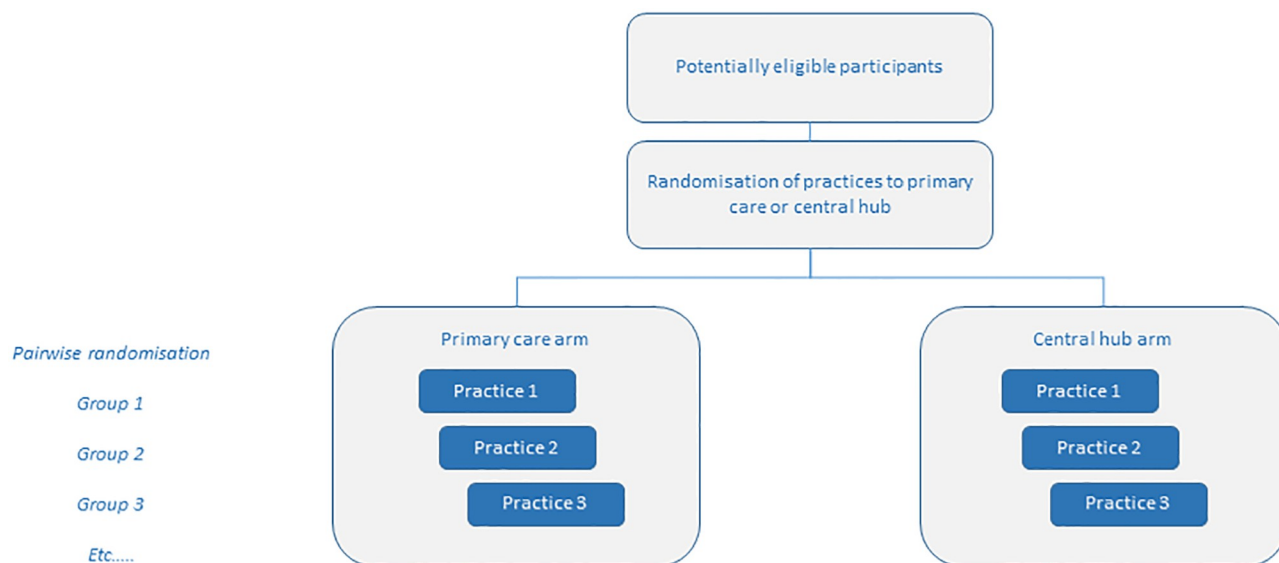 Potentially eligible participants
Randomisation of practices to primary
care or central hub
Pairwise randomisation
Group 1
Group 2
Group 3
Etc.....
Primary care arm
Practice 1
Practice 2
Practice 3
Central hub arm
Practice 1
Practice 2
Practice 3